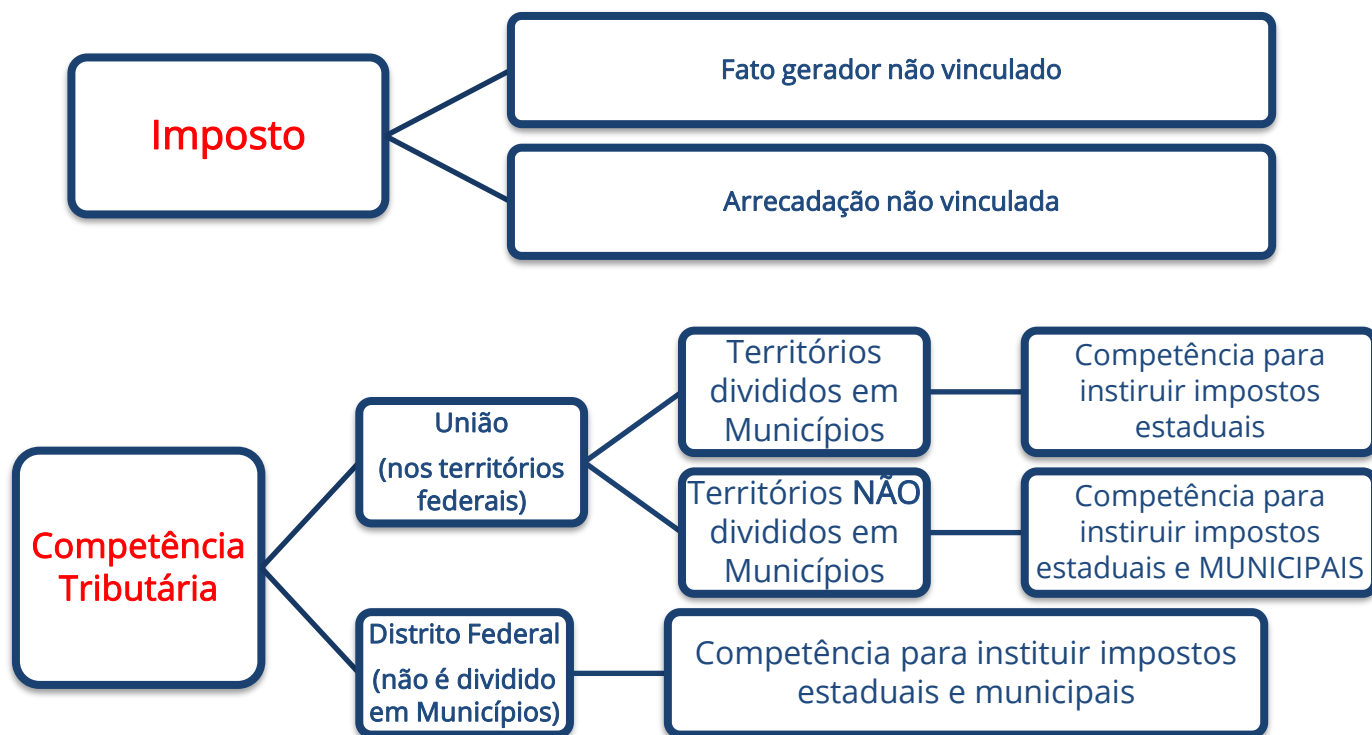 Imposto
Fato gerador não vinculado
Arrecadação não vinculada
Competência
Tributária
União
(nos territórios
federais)
Territórios
divididos em
Municípios
Competência para
instiruir impostos
estaduais
Territórios NÃO
divididos em
Municípios
Competência para
instiruir impostos
estaduais e MUNICIPAIS
Distrito Federal
(não é dividido
em Municípios)
Competência para instituir impostos
estaduais e municipais